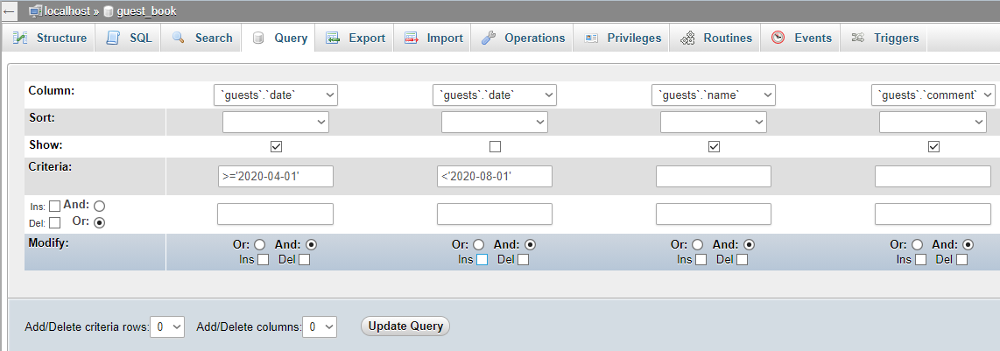 localhost » guest_book
Structure SQL Search Query Export Import Operations Privileges Routines Events Triggers
Column: `guests`.`date` `guests`.`date` `guests`.`name` `guests`.`comment`
Sort:
Show:
Criteria: >='2020-04-01' <'2020-08-01'
Ins: And:
Del: Or:
Modify: Or: And: Or: And: Or: And: Or: And:
Ins Del Ins Del Ins Del Ins Del
Add/Delete criteria rows: 0 Add/Delete columns: 0 Update Query